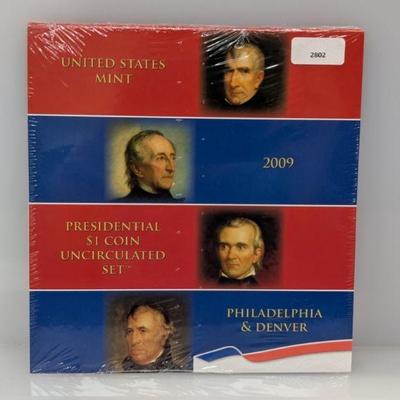 UNITED STATES
MINT
2802
2009
PRESIDENTIAL
$1 COIN
UNCIRCULATED
SET™
PHILADELPHIA
& DENVER